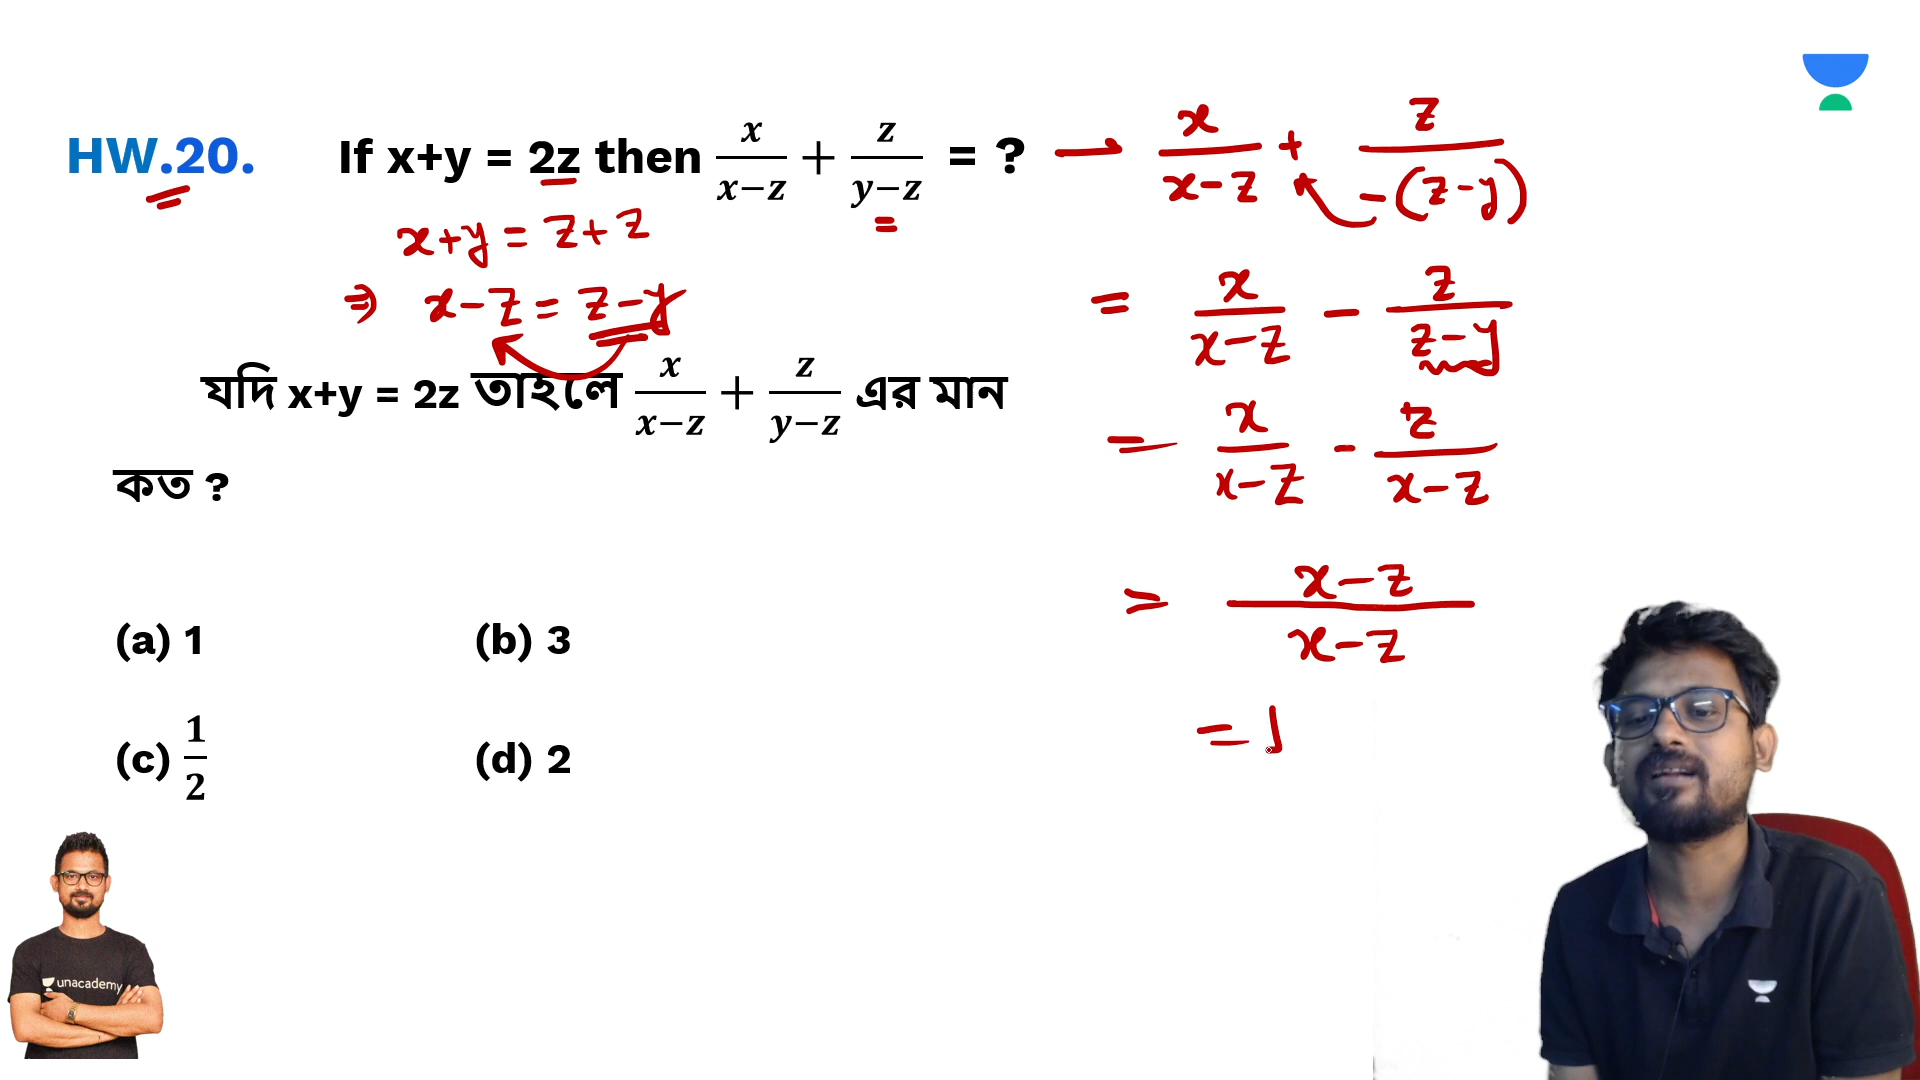 HW.20. If x+y = 2z then x/(x−z) + z/(y−z) = ? → x/(x−z) + z/(−(z−y))
x+y = z+z
⇒ x−z = z−y
= x/(x−z) − z/(z−y)
যদি x+y = 2z তাহলে x/(x−z) + z/(y−z) এর মান
কত ?
= x/(x−z) - z/(x−z)
= (x−z)/(x−z)
= 1
(a) 1 (b) 3
(c) 1/2 (d) 2
unacademy